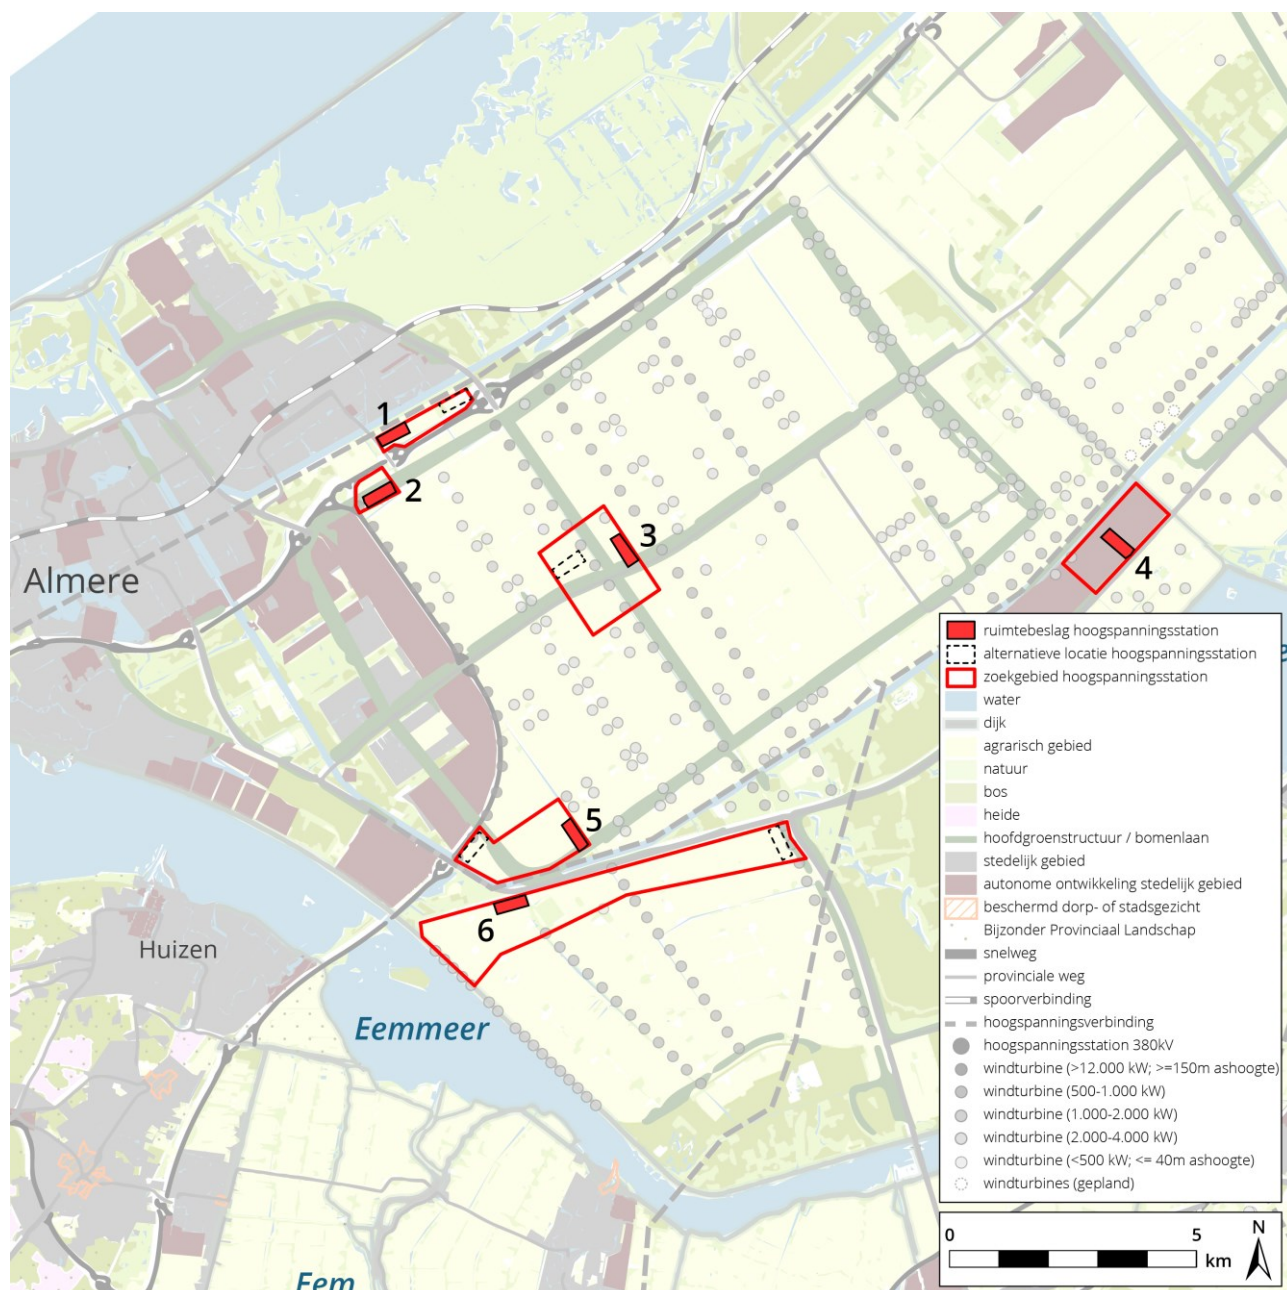 1
2
3
4
5
6
Almere
Huizen
Eemmeer
Eem
ruimtebeslag hoogspanningsstation
alternatieve locatie hoogspanningsstation
zoekgebied hoogspanningsstation
water
dijk
agrarisch gebied
natuur
bos
heide
hoofdgroenstructuur / bomenlaan
stedelijk gebied
autonome ontwikkeling stedelijk gebied
beschermd dorp- of stadsgezicht
Bijzonder Provinciaal Landschap
snelweg
provinciale weg
spoorverbinding
hoogspanningsverbinding
hoogspanningsstation 380kV
windturbine (>12.000 kW; >=150m ashoogte)
windturbine (500-1.000 kW)
windturbine (1.000-2.000 kW)
windturbine (2.000-4.000 kW)
windturbine (<500 kW; <= 40m ashoogte)
windturbines (gepland)
0 5
km
N